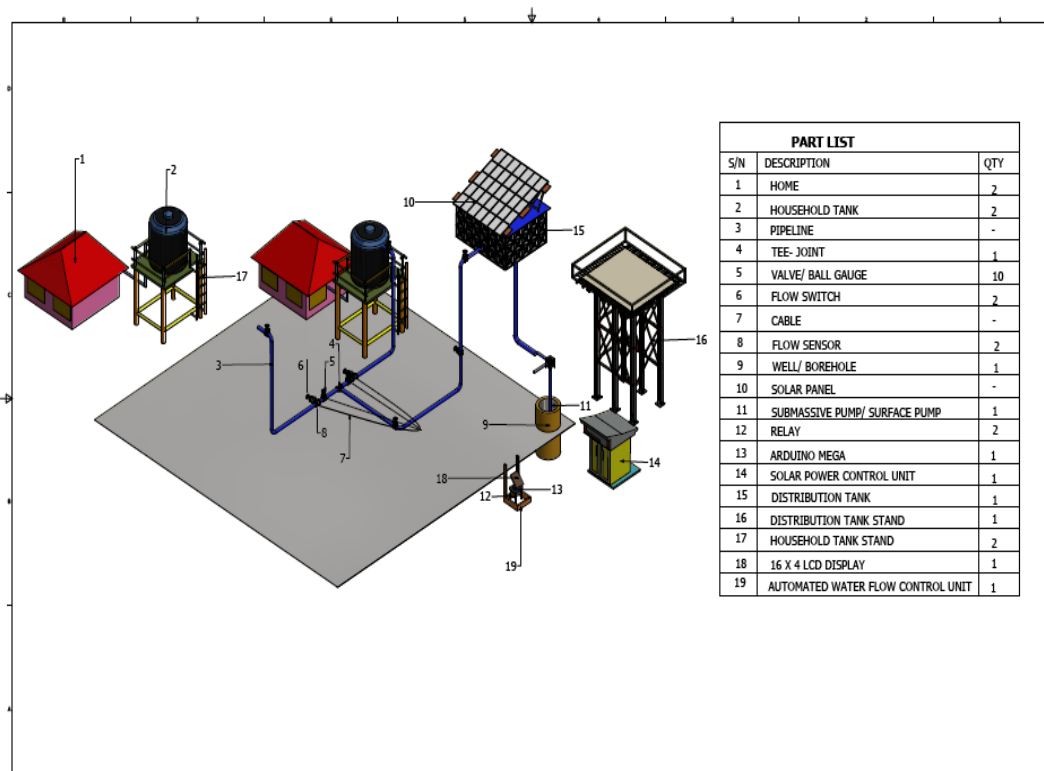 1
2
17
10
15
16
3
4
5
6
8
7
9
11
14
18
13
12
19
PART LIST
S/N DESCRIPTION QTY
1 HOME 2
2 HOUSEHOLD TANK 2
3 PIPELINE -
4 TEE- JOINT 1
5 VALVE/ BALL GAUGE 10
6 FLOW SWITCH 2
7 CABLE -
8 FLOW SENSOR 2
9 WELL/ BOREHOLE 1
10 SOLAR PANEL -
11 SUBMASSIVE PUMP/ SURFACE PUMP 1
12 RELAY 2
13 ARDUINO MEGA 1
14 SOLAR POWER CONTROL UNIT 1
15 DISTRIBUTION TANK 1
16 DISTRIBUTION TANK STAND 1
17 HOUSEHOLD TANK STAND 2
18 16 X 4 LCD DISPLAY 1
19 AUTOMATED WATER FLOW CONTROL UNIT 1